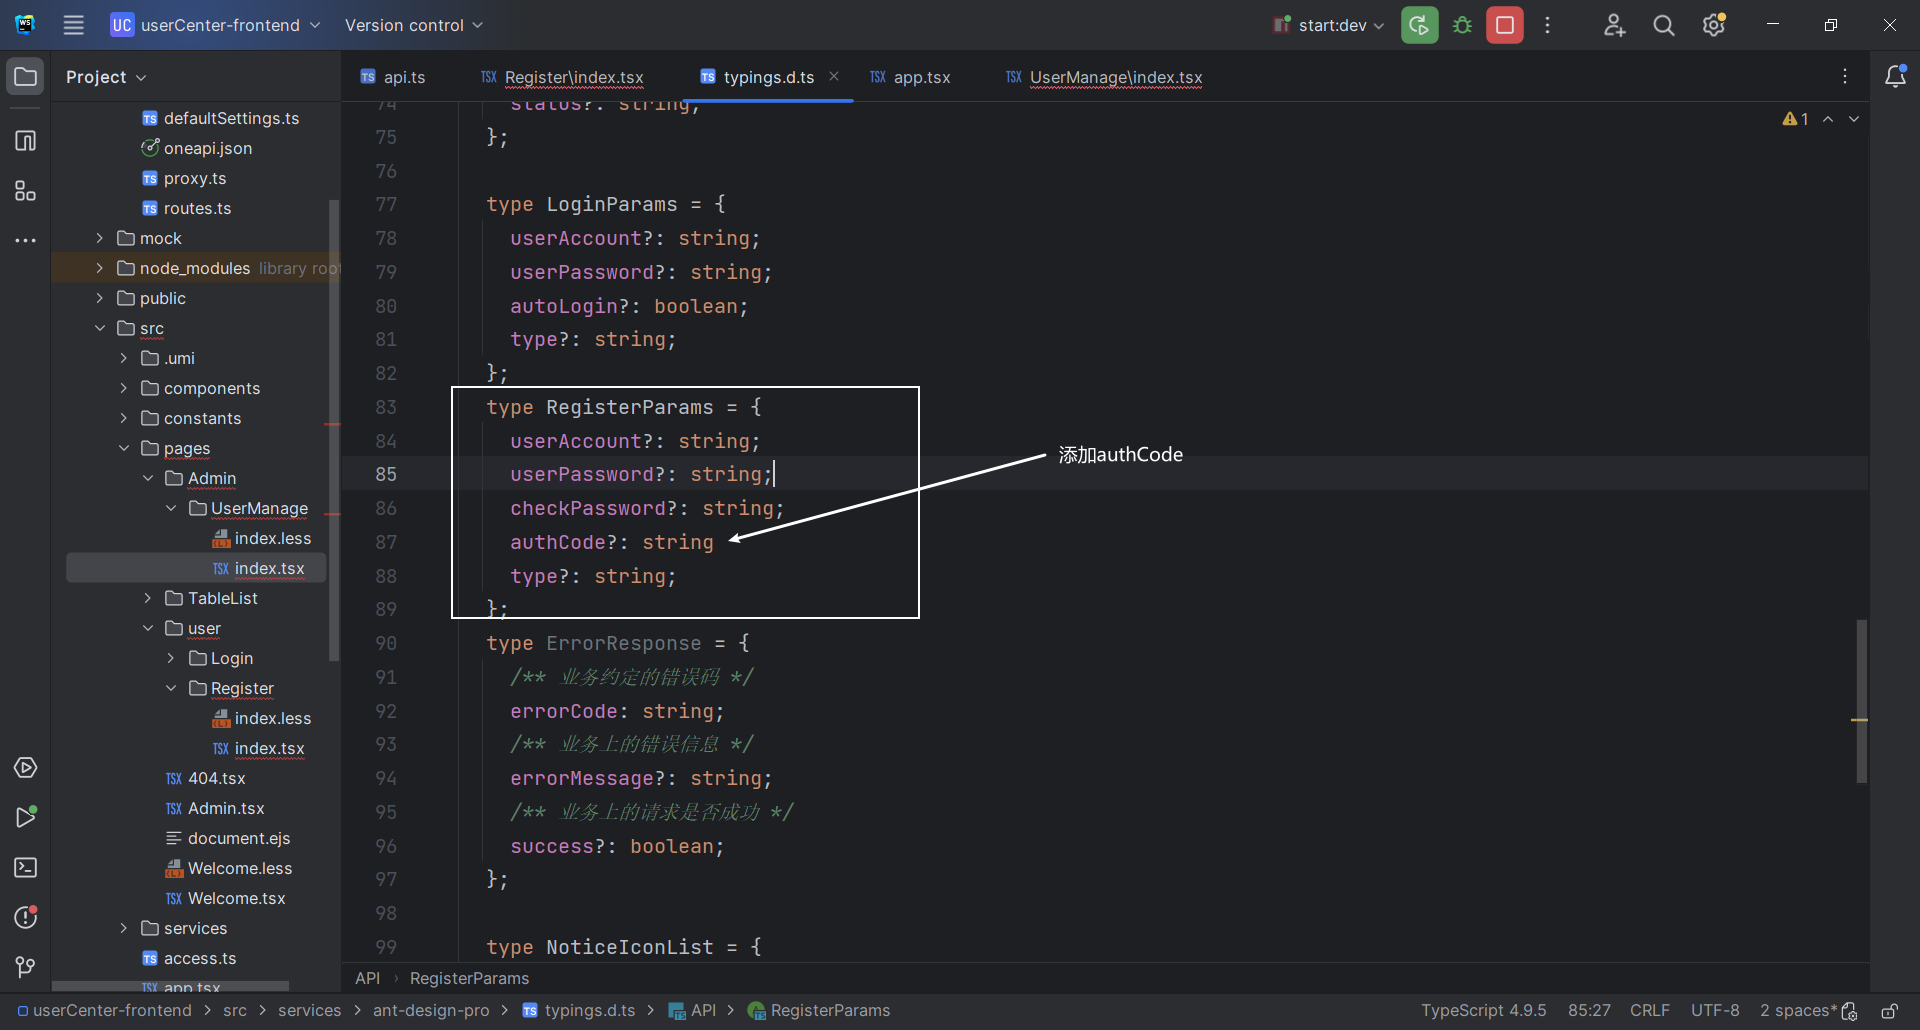 UC userCenter-frontend Version control start:dev
Project
api.ts Register\index.tsx typings.d.ts app.tsx UserManage\index.tsx
defaultSettings.ts
oneapi.json
proxy.ts
routes.ts
mock
node_modules library root
public
src
.umi
components
constants
pages
Admin
UserManage
index.less
index.tsx
TableList
user
Login
Register
index.less
index.tsx
404.tsx
Admin.tsx
document.ejs
Welcome.less
Welcome.tsx
services
access.ts
app.tsx
1
74 status?: string;
75 };
76
77 type LoginParams = {
78 userAccount?: string;
79 userPassword?: string;
80 autoLogin?: boolean;
81 type?: string;
82 };
83 type RegisterParams = {
84 userAccount?: string;
85 userPassword?: string;
86 checkPassword?: string;
87 authCode?: string
88 type?: string;
89 };
90 type ErrorResponse = {
91 /** 业务约定的错误码 */
92 errorCode: string;
93 /** 业务上的错误信息 */
94 errorMessage?: string;
95 /** 业务上的请求是否成功 */
96 success?: boolean;
97 };
98
99 type NoticeIconList = {
添加authCode
API › RegisterParams
userCenter-frontend > src > services > ant-design-pro > typings.d.ts > API > RegisterParams
TypeScript 4.9.5 85:27 CRLF UTF-8 2 spaces*